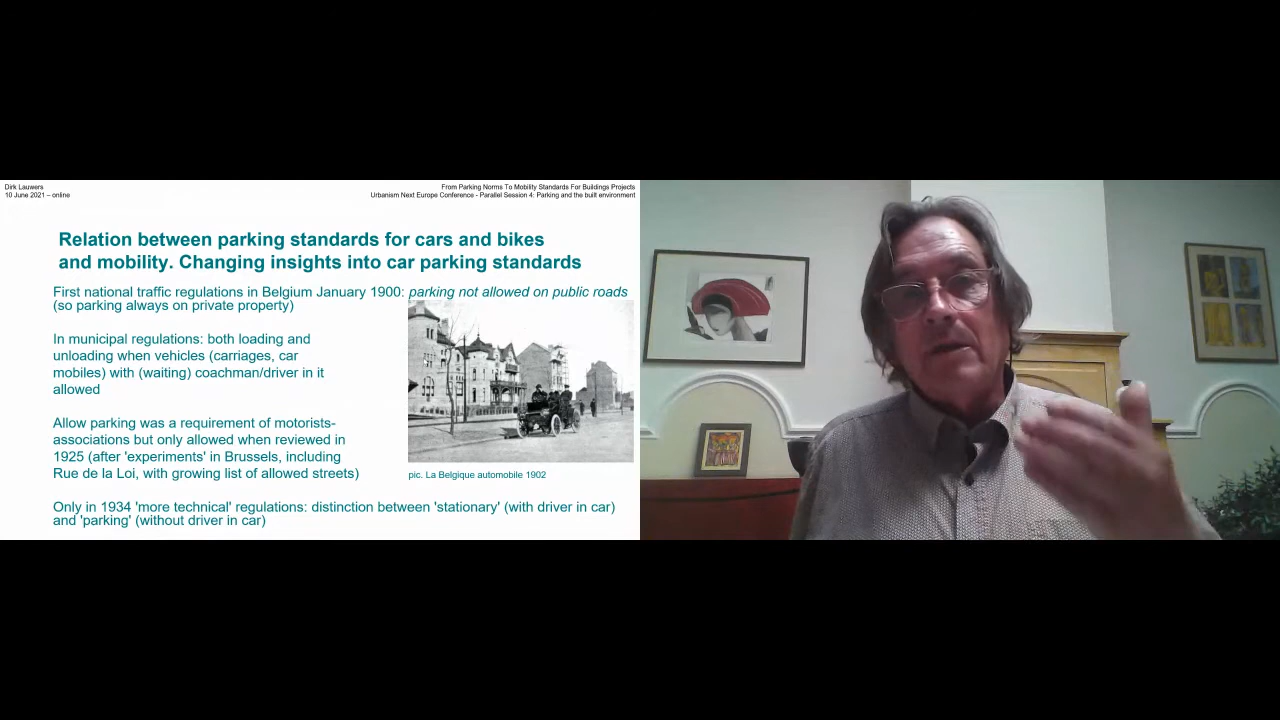 Dirk Lauwers
10 June 2021 – online
From Parking Norms To Mobility Standards For Buildings Projects
Urbanism Next Europe Conference - Parallel Session 4: Parking and the built environment
Relation between parking standards for cars and bikes
and mobility. Changing insights into car parking standards
First national traffic regulations in Belgium January 1900: parking not allowed on public roads
(so parking always on private property)
In municipal regulations: both loading and
unloading when vehicles (carriages, car
mobiles) with (waiting) coachman/driver in it
allowed
Allow parking was a requirement of motorists-
associations but only allowed when reviewed in
1925 (after 'experiments' in Brussels, including
Rue de la Loi, with growing list of allowed streets)
pic. La Belgique automobile 1902
Only in 1934 'more technical' regulations: distinction between 'stationary' (with driver in car)
and 'parking' (without driver in car)